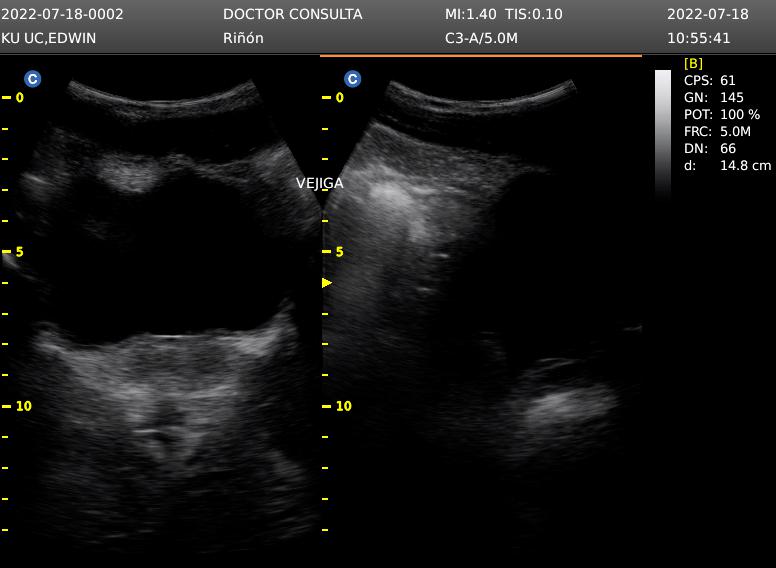 2022-07-18-0002 DOCTOR CONSULTA MI:1.40 TIS:0.10 2022-07-18
KU UC,EDWIN Riñón C3-A/5.0M 10:55:41
C C
[B]
CPS: 61
GN: 145
POT: 100 %
FRC: 5.0M
DN: 66
d: 14.8 cm
0 0
VEJIGA
5 5
10 10